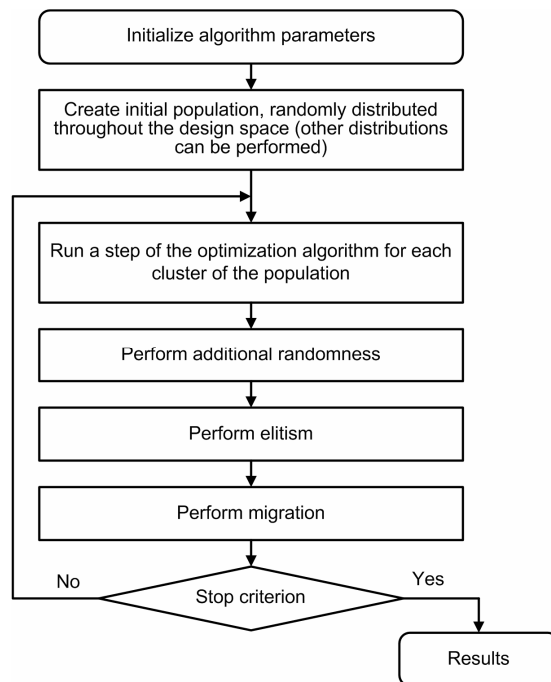 Initialize algorithm parameters
Create initial population, randomly distributed
throughout the design space (other distributions
can be performed)
Run a step of the optimization algorithm for each
cluster of the population
Perform additional randomness
Perform elitism
Perform migration
No
Stop criterion
Yes
Results